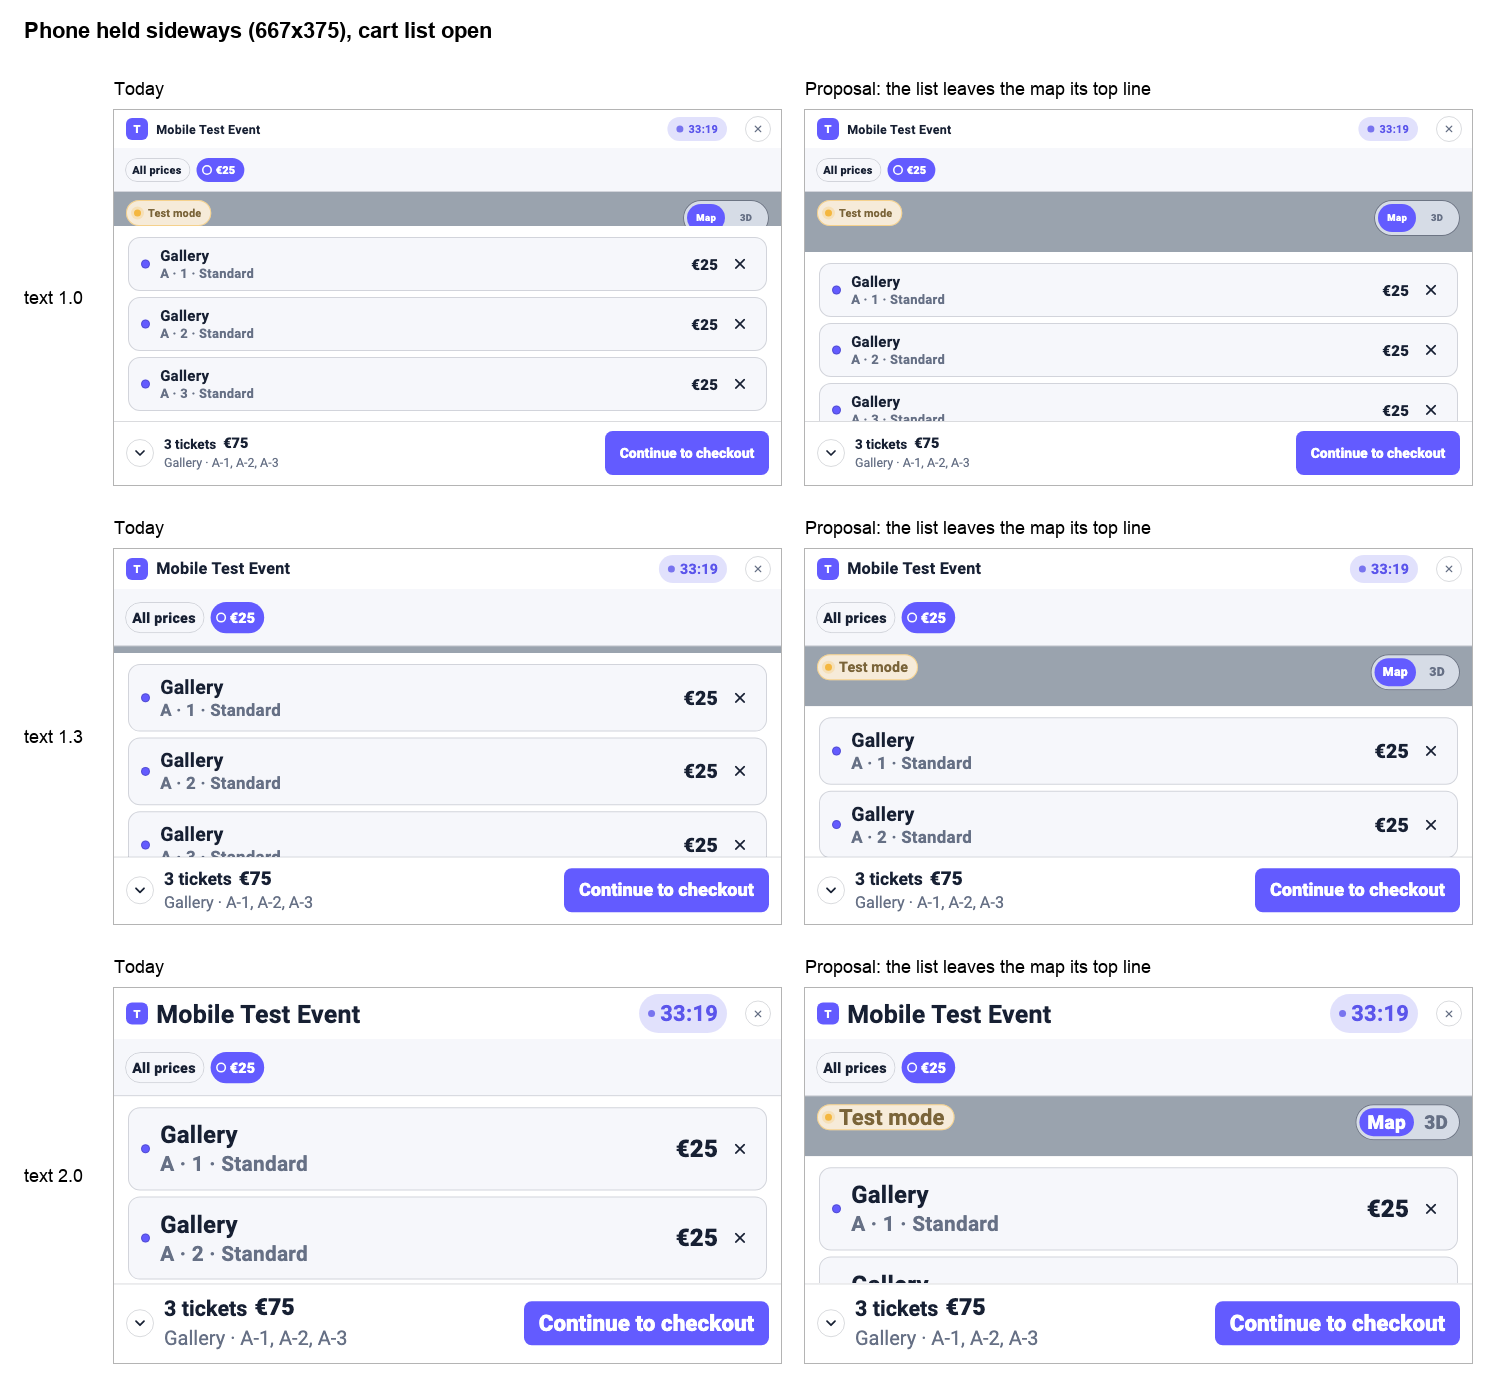 Phone held sideways (667x375), cart list open
Today
Proposal: the list leaves the map its top line
text 1.0
T Mobile Test Event 33:19 ×
All prices €25
Test mode Map 3D
Gallery
A · 1 · Standard €25 ×
Gallery
A · 2 · Standard €25 ×
Gallery
A · 3 · Standard €25 ×
3 tickets €75
Gallery · A-1, A-2, A-3
Continue to checkout
T Mobile Test Event 33:19 ×
All prices €25
Test mode Map 3D
Gallery
A · 1 · Standard €25 ×
Gallery
A · 2 · Standard €25 ×
Gallery
A · 3 · Standard €25 ×
3 tickets €75
Gallery · A-1, A-2, A-3
Continue to checkout
Today
Proposal: the list leaves the map its top line
text 1.3
T Mobile Test Event 33:19 ×
All prices €25
Gallery
A · 1 · Standard €25 ×
Gallery
A · 2 · Standard €25 ×
Gallery
A · 3 · Standard €25 ×
3 tickets €75
Gallery · A-1, A-2, A-3
Continue to checkout
T Mobile Test Event 33:19 ×
All prices €25
Test mode Map 3D
Gallery
A · 1 · Standard €25 ×
Gallery
A · 2 · Standard €25 ×
3 tickets €75
Gallery · A-1, A-2, A-3
Continue to checkout
Today
Proposal: the list leaves the map its top line
text 2.0
T Mobile Test Event 33:19 ×
All prices €25
Gallery
A · 1 · Standard €25 ×
Gallery
A · 2 · Standard €25 ×
3 tickets €75
Gallery · A-1, A-2, A-3
Continue to checkout
T Mobile Test Event 33:19 ×
All prices €25
Test mode Map 3D
Gallery
A · 1 · Standard €25 ×
Gallery
3 tickets €75
Gallery · A-1, A-2, A-3
Continue to checkout